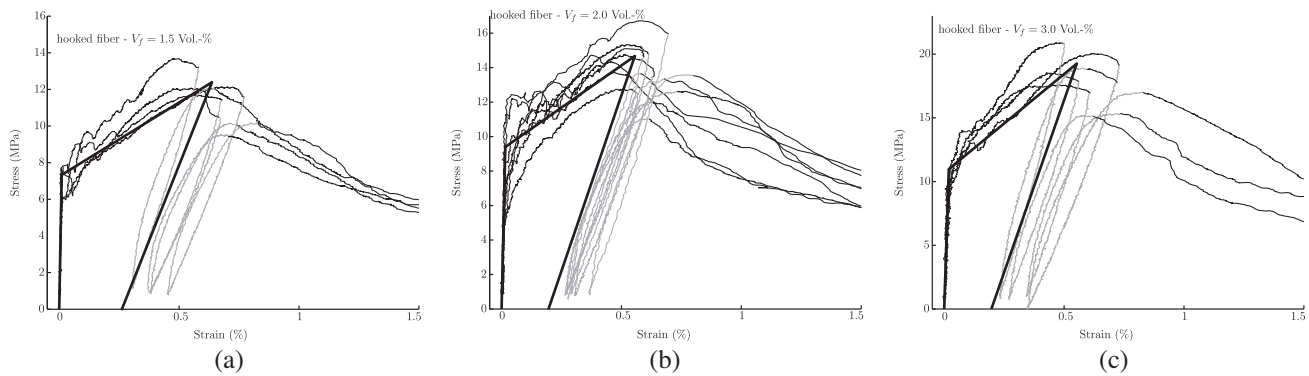 hooked fiber - V_f = 1.5 Vol.-%
16
14
12
10
8
6
4
2
0
Stress (MPa)
0 0.5 1 1.5
Strain (%)
(a)
hooked fiber - V_f = 2.0 Vol.-%
16
14
12
10
8
6
4
2
0
Stress (MPa)
0 0.5 1 1.5
Strain (%)
(b)
hooked fiber - V_f = 3.0 Vol.-%
20
15
10
5
0
Stress (MPa)
0 0.5 1 1.5
Strain (%)
(c)